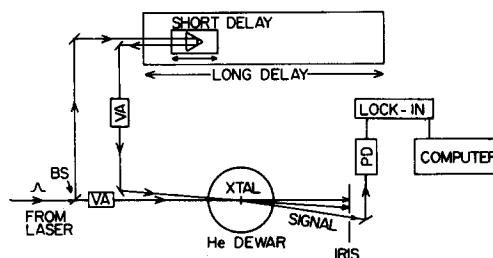 SHORT DELAY
LONG DELAY
LOCK-IN
VA
PD
COMPUTER
BS
XTAL
VA
FROM
LASER
SIGNAL
He DEWAR
IRIS